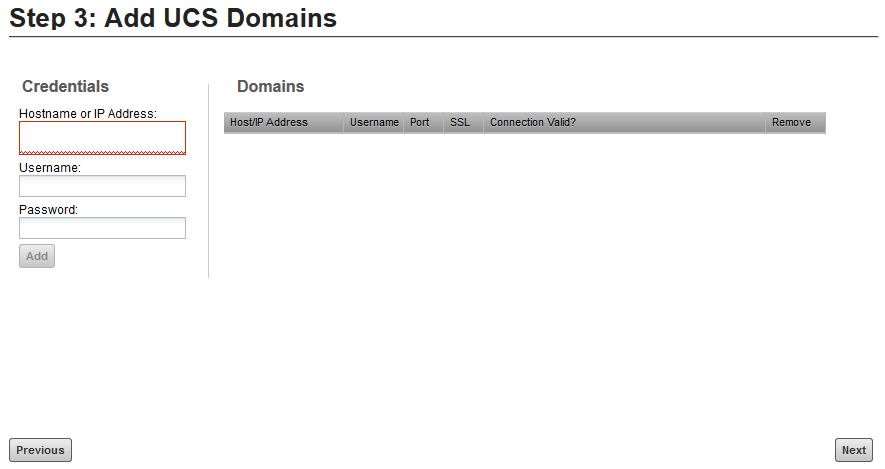 Step 3: Add UCS Domains
Credentials
Hostname or IP Address:
Username:
Password:
Add
Domains
Host/IP Address Username Port SSL Connection Valid? Remove
Previous
Next